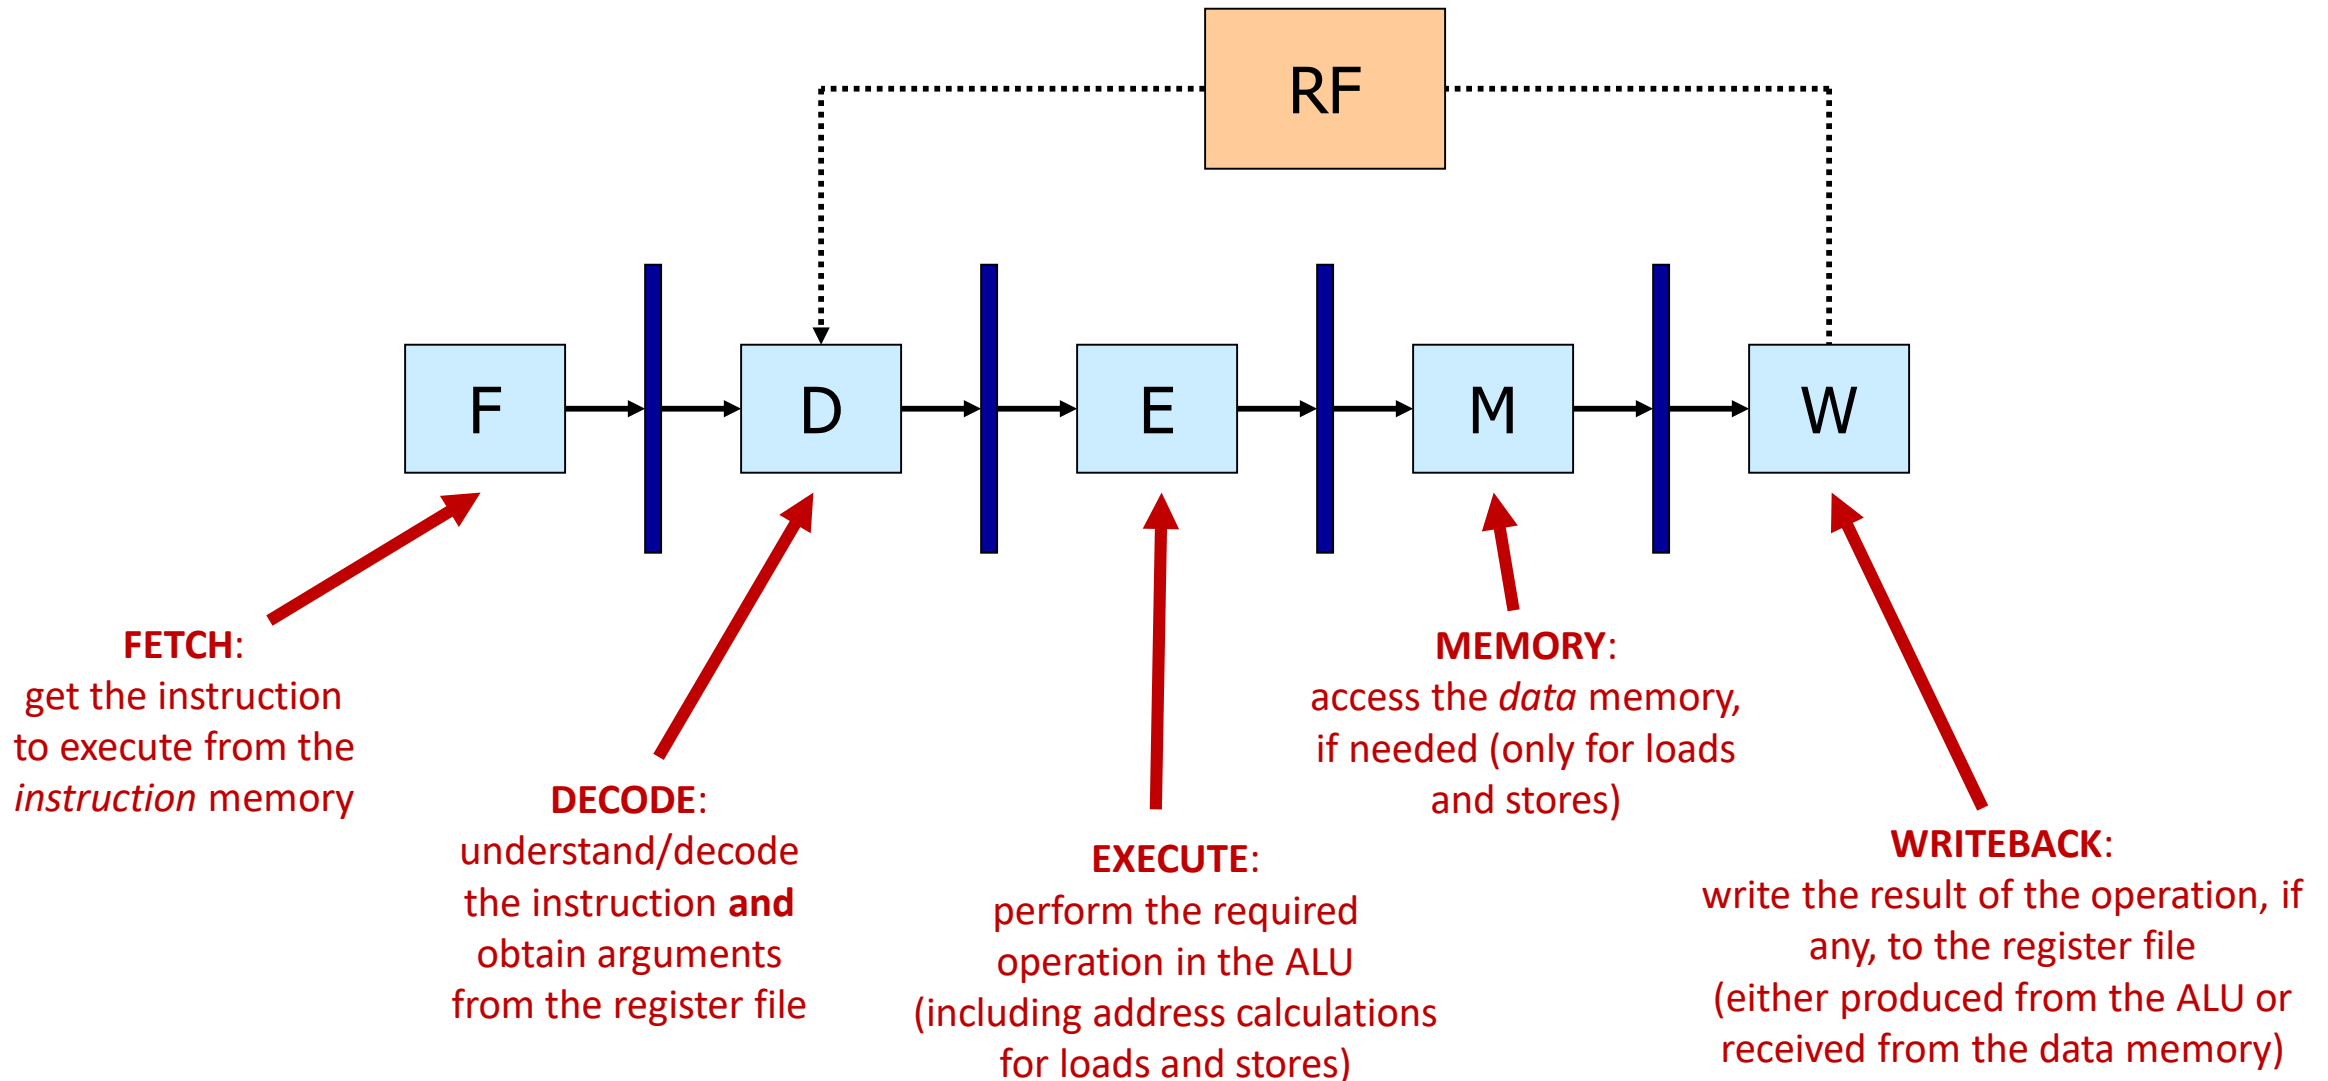 RF
F
D
E
M
W
FETCH:
get the instruction
to execute from the
instruction memory
DECODE:
understand/decode
the instruction and
obtain arguments
from the register file
EXECUTE:
perform the required
operation in the ALU
(including address calculations
for loads and stores)
MEMORY:
access the data memory,
if needed (only for loads
and stores)
WRITEBACK:
write the result of the operation, if
any, to the register file
(either produced from the ALU or
received from the data memory)